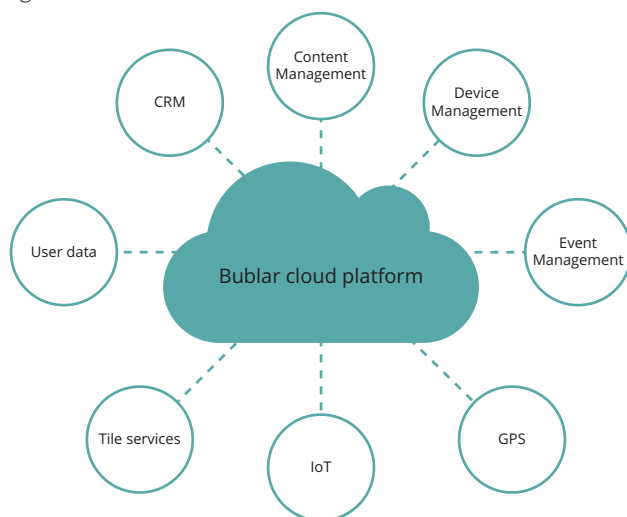 Content
Management
CRM
Device
Management
User data
Bublar cloud platform
Event
Management
Tile services
IoT
GPS